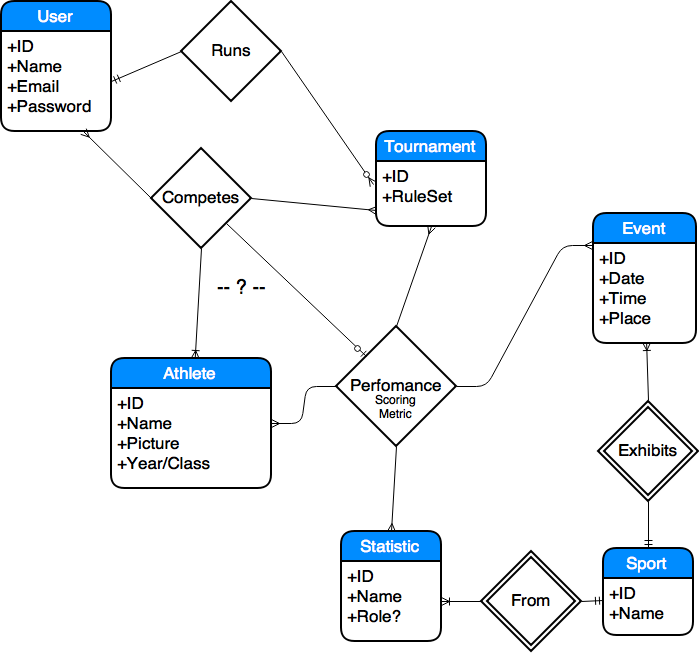 User
+ID
+Name
+Email
+Password
Runs
Tournament
+ID
+RuleSet
Competes
Event
+ID
+Date
+Time
+Place
-- ? --
Athlete
+ID
+Name
+Picture
+Year/Class
Perfomance
Scoring
Metric
Exhibits
Statistic
+ID
+Name
+Role?
From
Sport
+ID
+Name